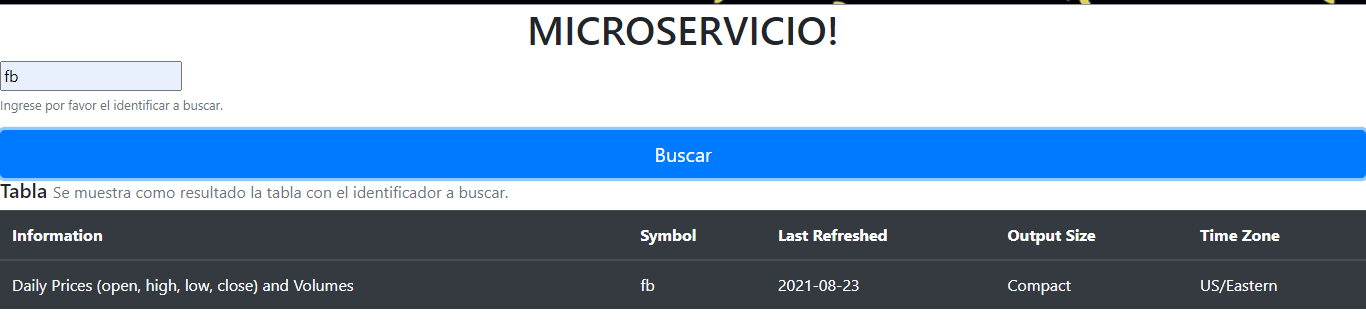 MICROSERVICIO!
fb
Ingrese por favor el identificar a buscar.
Buscar
Tabla Se muestra como resultado la tabla con el identificador a buscar.
Information Symbol Last Refreshed Output Size Time Zone
Daily Prices (open, high, low, close) and Volumes fb 2021-08-23 Compact US/Eastern